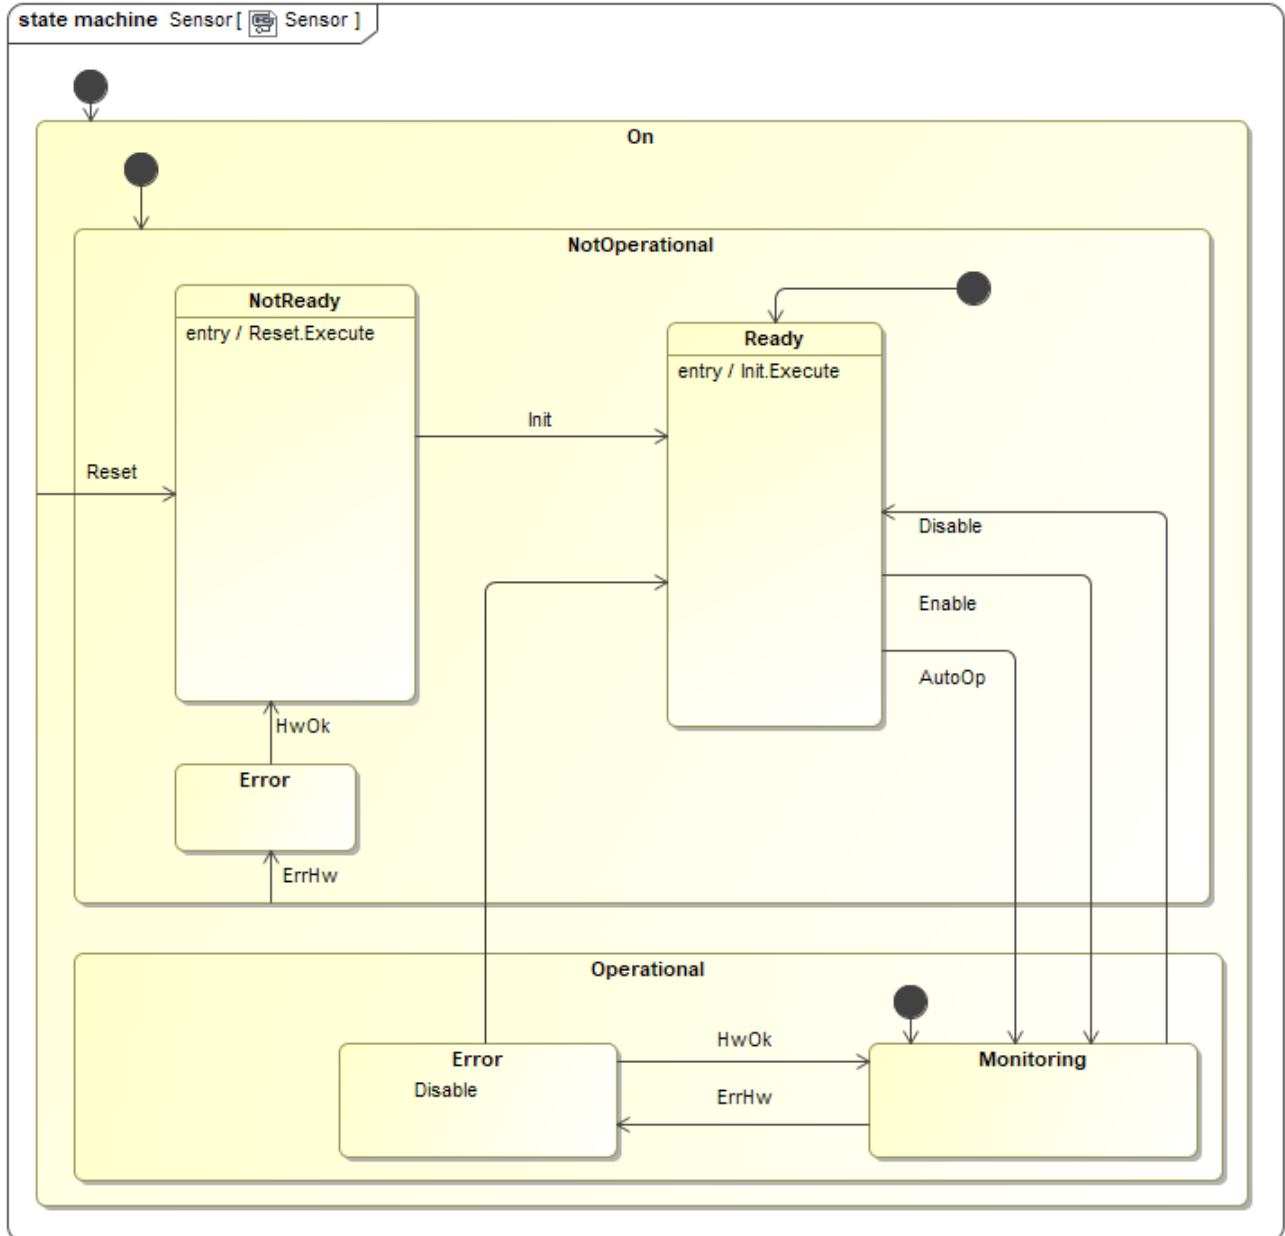 state machine Sensor[ Sensor ]
On
NotOperational
NotReady
entry / Reset.Execute
Ready
entry / Init.Execute
Init
Reset
Disable
Enable
AutoOp
HwOk
Error
ErrHw
Operational
Error
Disable
HwOk
ErrHw
Monitoring